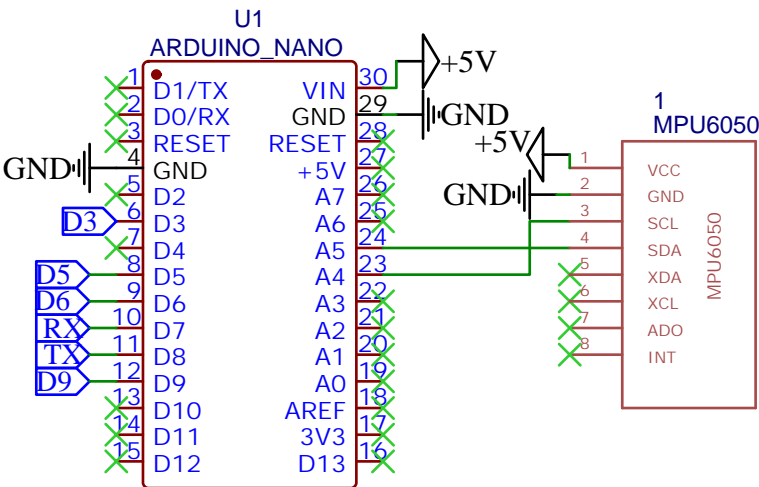 U1
ARDUINO_NANO
1 D1/TX
2 D0/RX
3 RESET
GND 4 GND
5 D2
D3 6 D3
7 D4
D5 8 D5
D6 9 D6
RX 10 D7
TX 11 D8
D9 12 D9
13 D10
14 D11
15 D12
VIN 30 +5V
GND 29 GND
RESET 28
+5V 27
A7 26
A6 25
A5 24
A4 23
A3 22
A2 21
A1 20
A0 19
AREF 18
3V3 17
D13 16
1
MPU6050
+5V 1 VCC
GND 2 GND
3 SCL
4 SDA
5 XDA
6 XCL
7 ADO
8 INT
MPU6050